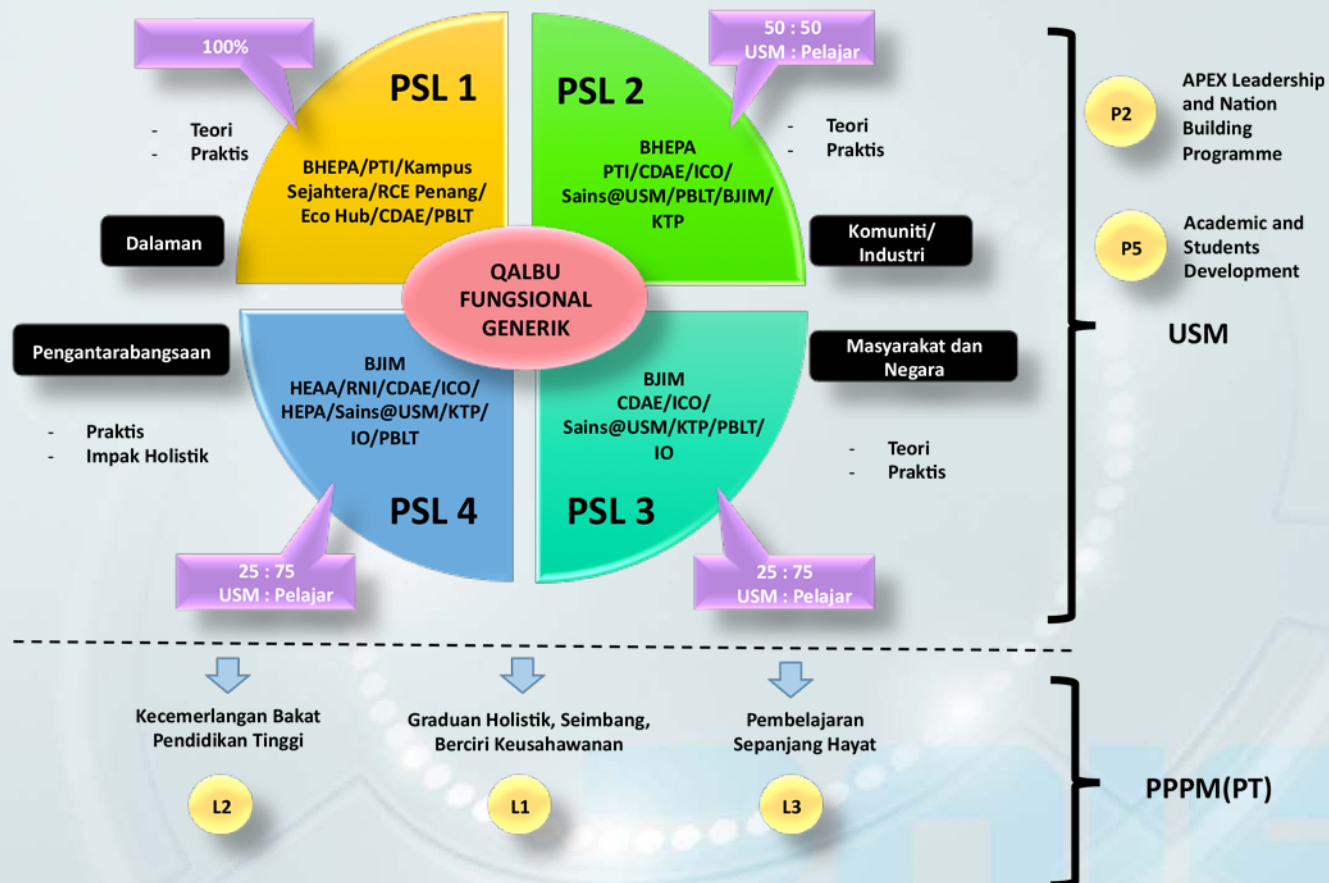 100%
PSL 1
- Teori
- Praktis
BHEPA/PTI/Kampus
Sejahtera/RCE Penang/
Eco Hub/CDAE/PBLT
Dalaman
50 : 50
USM : Pelajar
PSL 2
- Teori
- Praktis
BHEPA
PTI/CDAE/ICO/
Sains@USM/PBLT/BJIM/
KTP
Komuniti/
Industri
QALBU
FUNGSIONAL
GENERIK
Pengantarabangsaan
BJIM
HEAA/RNI/CDAE/ICO/
HEPA/Sains@USM/KTP/
IO/PBLT
- Praktis
- Impak Holistik
PSL 4
25 : 75
USM : Pelajar
Masyarakat dan
Negara
BJIM
CDAE/ICO/
Sains@USM/KTP/PBLT/
IO
- Teori
- Praktis
PSL 3
25 : 75
USM : Pelajar
P2
APEX Leadership
and Nation
Building
Programme
P5
Academic and
Students
Development
USM
Kecemerlangan Bakat
Pendidikan Tinggi
L2
Graduan Holistik, Seimbang,
Berciri Keusahawanan
L1
Pembelajaran
Sepanjang Hayat
L3
PPPM(PT)